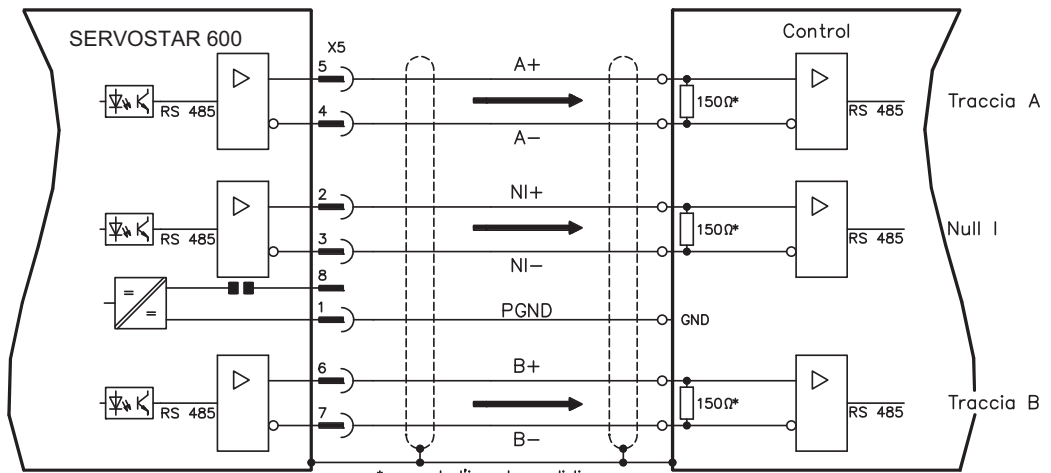 SERVOSTAR 600
X5
Control
5
A+
RS 485
150Ω*
RS 485
Traccia A
4
A-
2
NI+
RS 485
150Ω*
RS 485
Null I
3
NI-
8
=
=
1
PGND
GND
6
B+
RS 485
150Ω*
RS 485
Traccia B
7
B-